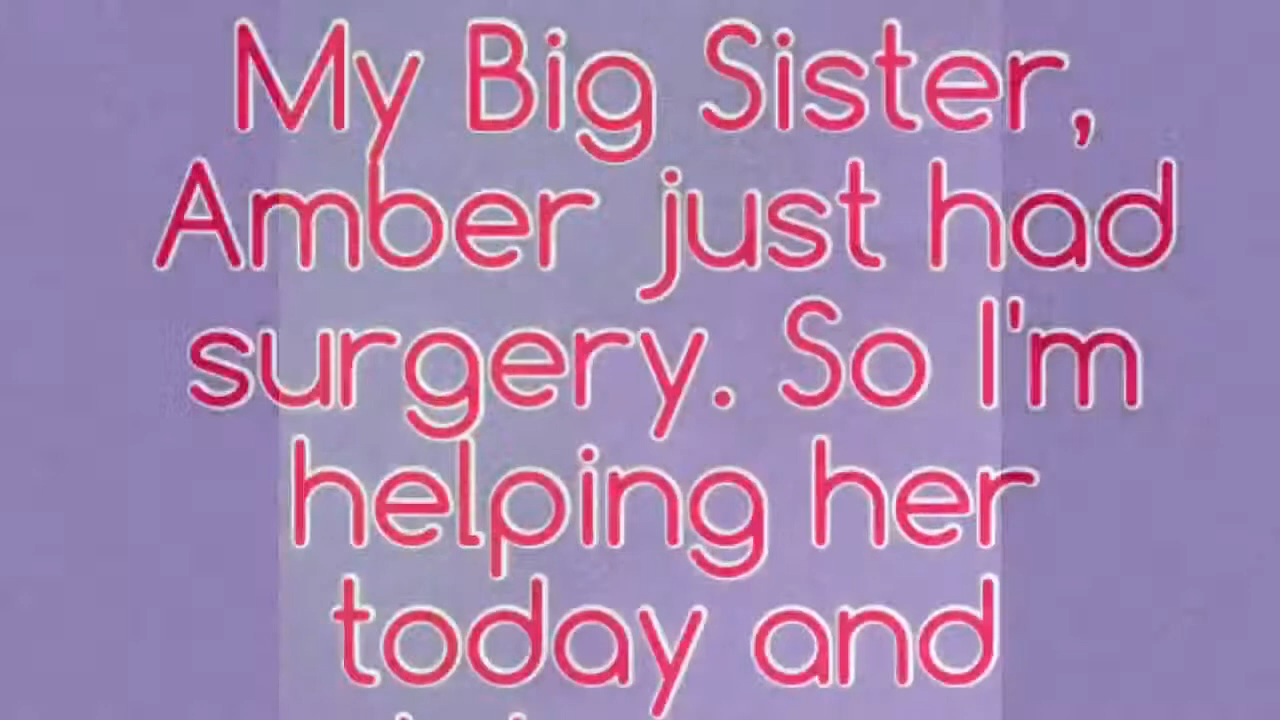 My Big Sister,
Amber just had
surgery. So I'm
helping her
today and